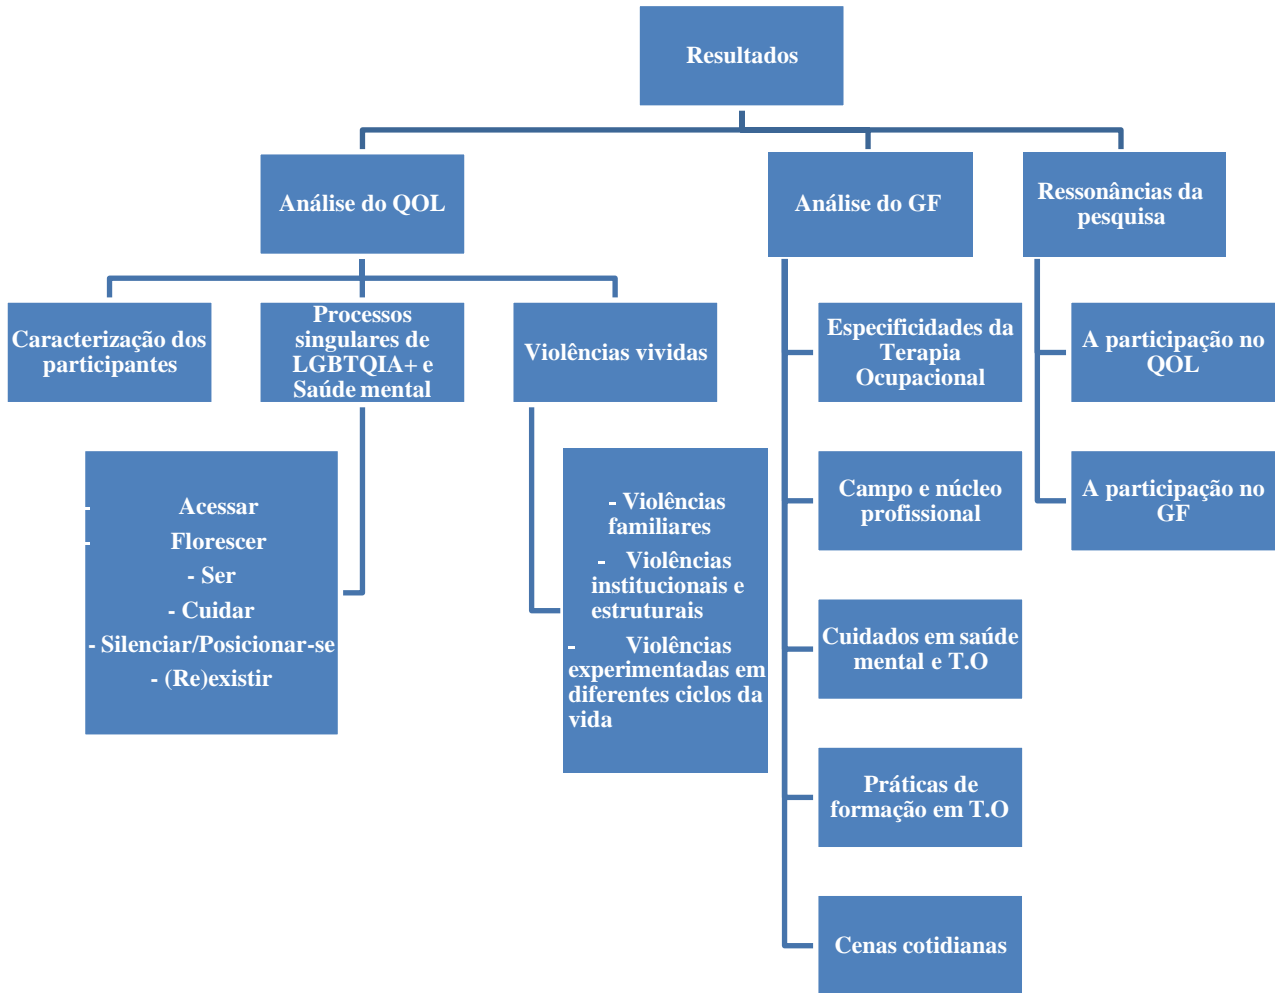 Resultados
Análise do QOL
Análise do GF
Ressonâncias da
pesquisa
Caracterização dos
participantes
Processos
singulares de
LGBTQIA+ e
Saúde mental
Violências vividas
- Acessar
- Florescer
- Ser
- Cuidar
- Silenciar/Posicionar-se
- (Re)existir
- Violências
familiares
- Violências
institucionais e
estruturais
- Violências
experimentadas em
diferentes ciclos da
vida
Especificidades da
Terapia
Ocupacional
Campo e núcleo
profissional
Cuidados em saúde
mental e T.O
Práticas de
formação em T.O
Cenas cotidianas
A participação no
QOL
A participação no
GF